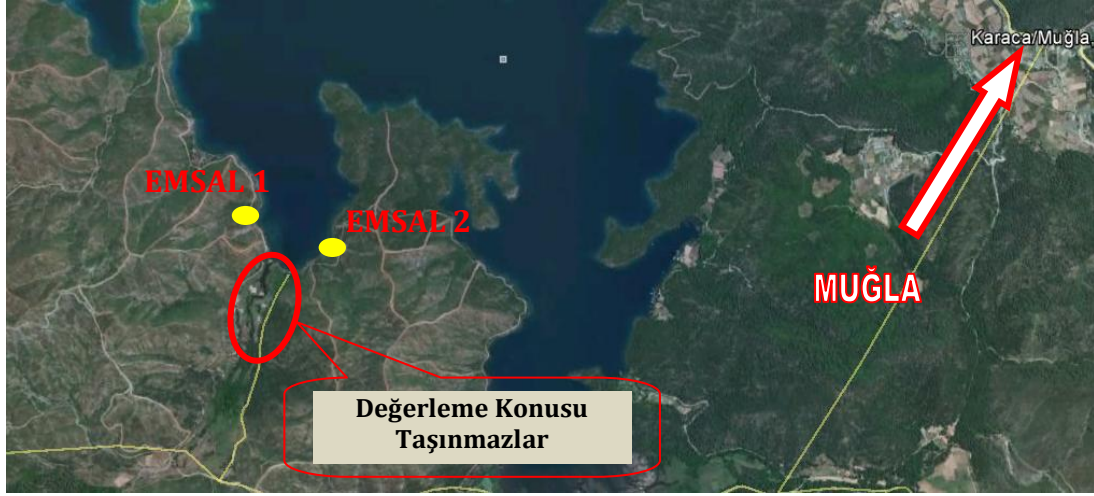 Karaca/Muğla
EMSAL 1
EMSAL 2
MUĞLA
Değerleme Konusu
Taşınmazlar